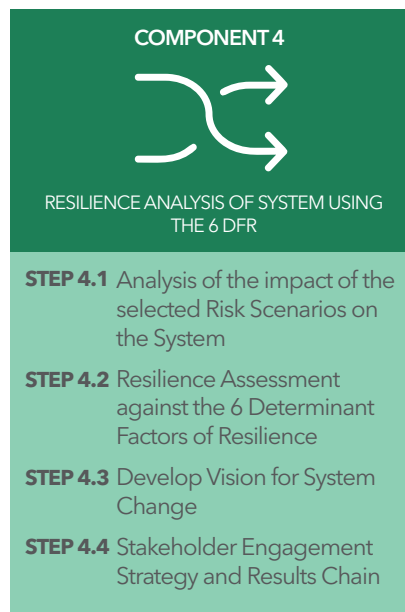 COMPONENT 4
RESILIENCE ANALYSIS OF SYSTEM USING
THE 6 DFR
STEP 4.1 Analysis of the impact of the
selected Risk Scenarios on
the System
STEP 4.2 Resilience Assessment
against the 6 Determinant
Factors of Resilience
STEP 4.3 Develop Vision for System
Change
STEP 4.4 Stakeholder Engagement
Strategy and Results Chain